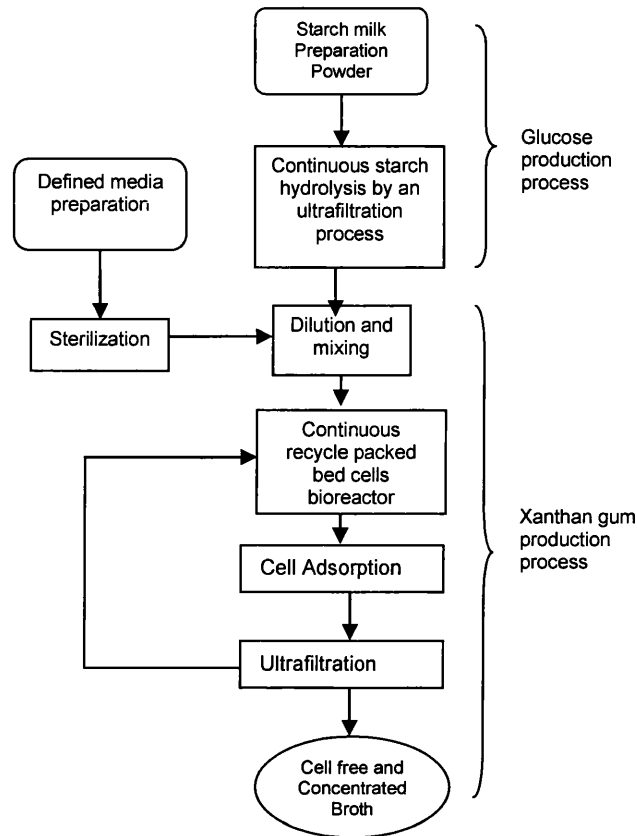 Starch milk
Preparation
Powder
Glucose
production
process
Continuous starch
hydrolysis by an
ultrafiltration
process
Defined media
preparation
Sterilization
Dilution and
mixing
Continuous
recycle packed
bed cells
bioreactor
Xanthan gum
production
process
Cell Adsorption
Ultrafiltration
Cell free and
Concentrated
Broth